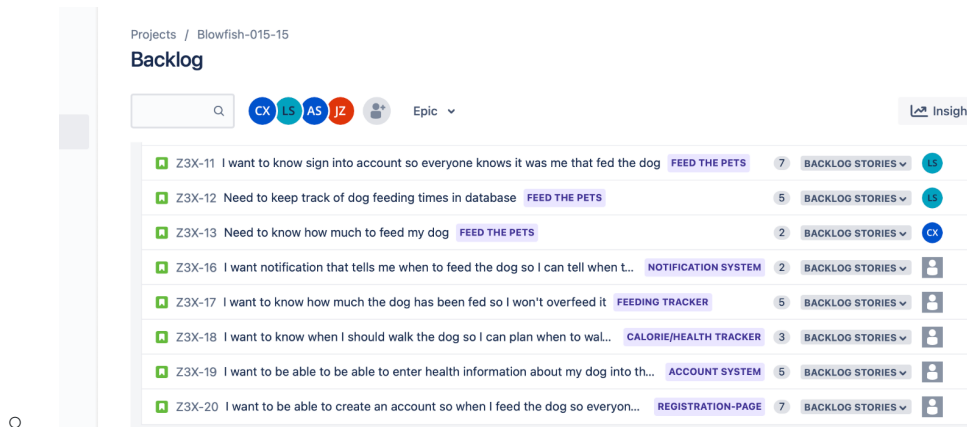 Projects / Blowfish-015-15
Backlog
CX LS AS JZ Epic Insigh
Z3X-11 I want to know sign into account so everyone knows it was me that fed the dog FEED THE PETS 7 BACKLOG STORIES LS
Z3X-12 Need to keep track of dog feeding times in database FEED THE PETS 5 BACKLOG STORIES LS
Z3X-13 Need to know how much to feed my dog FEED THE PETS 2 BACKLOG STORIES CX
Z3X-16 I want notification that tells me when to feed the dog so I can tell when t... NOTIFICATION SYSTEM 2 BACKLOG STORIES
Z3X-17 I want to know how much the dog has been fed so I won't overfeed it FEEDING TRACKER 5 BACKLOG STORIES
Z3X-18 I want to know when I should walk the dog so I can plan when to wal... CALORIE/HEALTH TRACKER 3 BACKLOG STORIES
Z3X-19 I want to be able to be able to enter health information about my dog into th... ACCOUNT SYSTEM 5 BACKLOG STORIES
Z3X-20 I want to be able to create an account so when I feed the dog so everyon... REGISTRATION-PAGE 7 BACKLOG STORIES